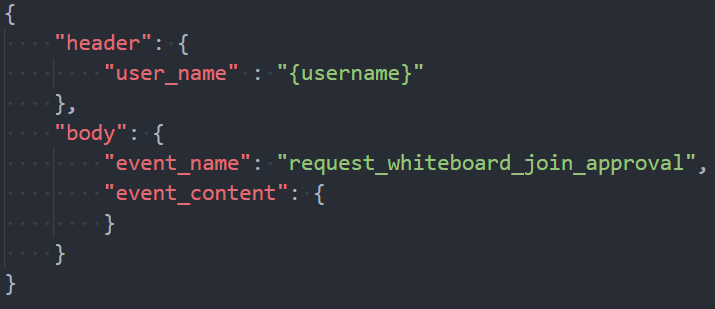 {
    "header": {
        "user_name" : "{username}"
    },
    "body": {
        "event_name": "request_whiteboard_join_approval",
        "event_content": {
        }
    }
}